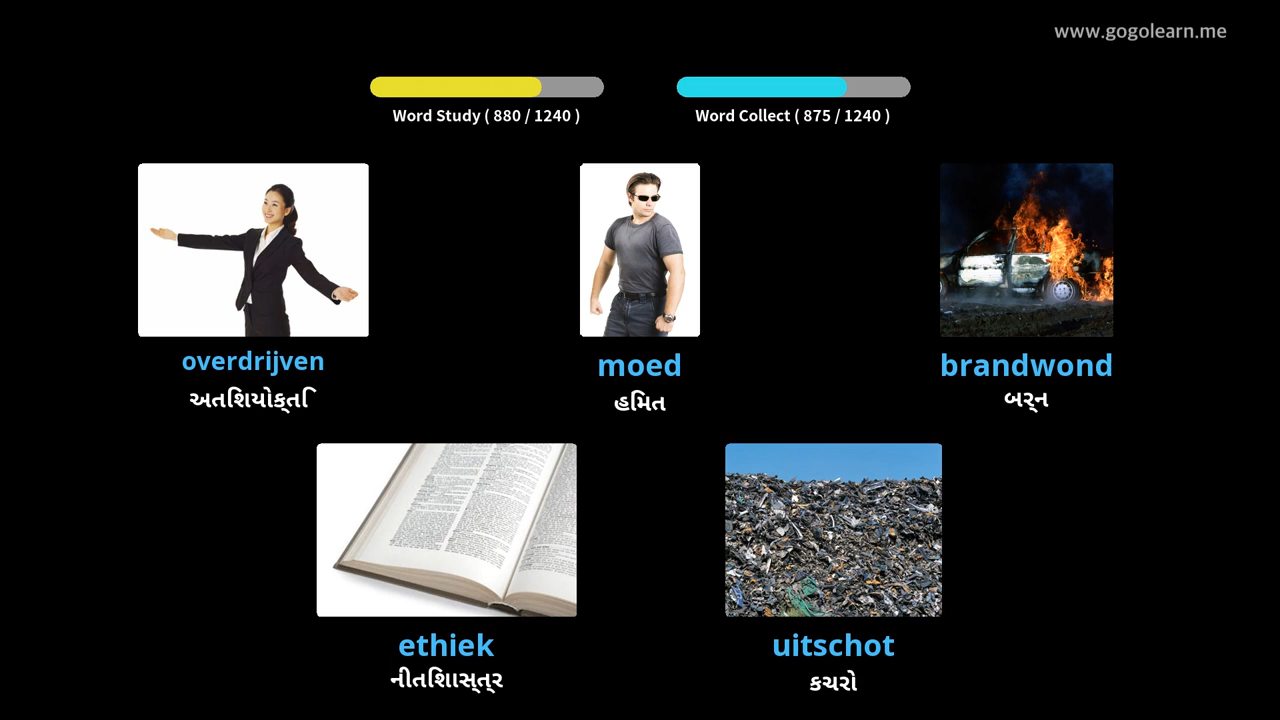 www.gogolearn.me
Word Study ( 880 / 1240 )
Word Collect ( 875 / 1240 )
overdrijven
moed
brandwond
અતિશયોક્તિ
હિમત
બર્ન
ethiek
uitschot
નીતિશાસ્ત્ર
કચરો